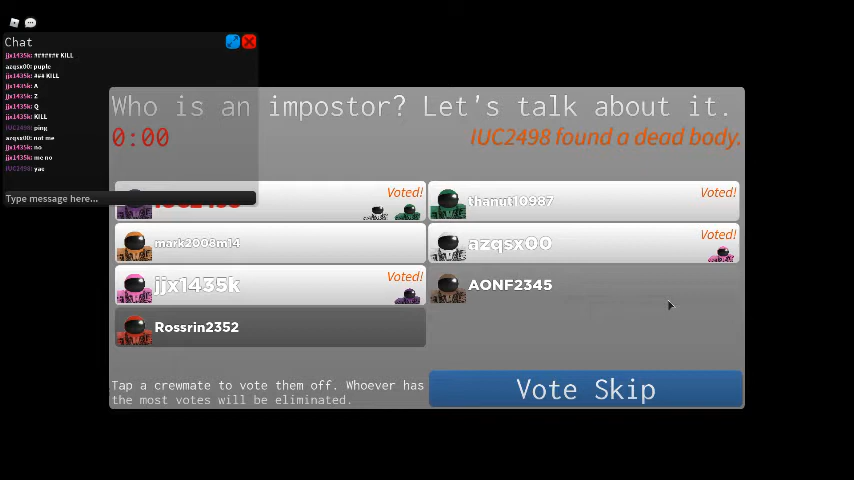 Chat
jjx1435k: ####### KILL
azqsx00: puple
jjx1435k: ### KILL
jjx1435k: A
jjx1435k: Z
jjx1435k: Q
jjx1435k: KILL
IUC2498: ping
azqsx00: not me
jjx1435k: no
jjx1435k: me no
IUC2498: yae
Type message here...
Who is an impostor? Let's talk about it.
0:00
IUC2498 found a dead body.
IUC2498
Voted!
thanut10987
Voted!
mark2008m14
azqsx00
Voted!
jjx1435k
Voted!
AONF2345
Rossrin2352
Tap a crewmate to vote them off. Whoever has
the most votes will be eliminated.
Vote Skip